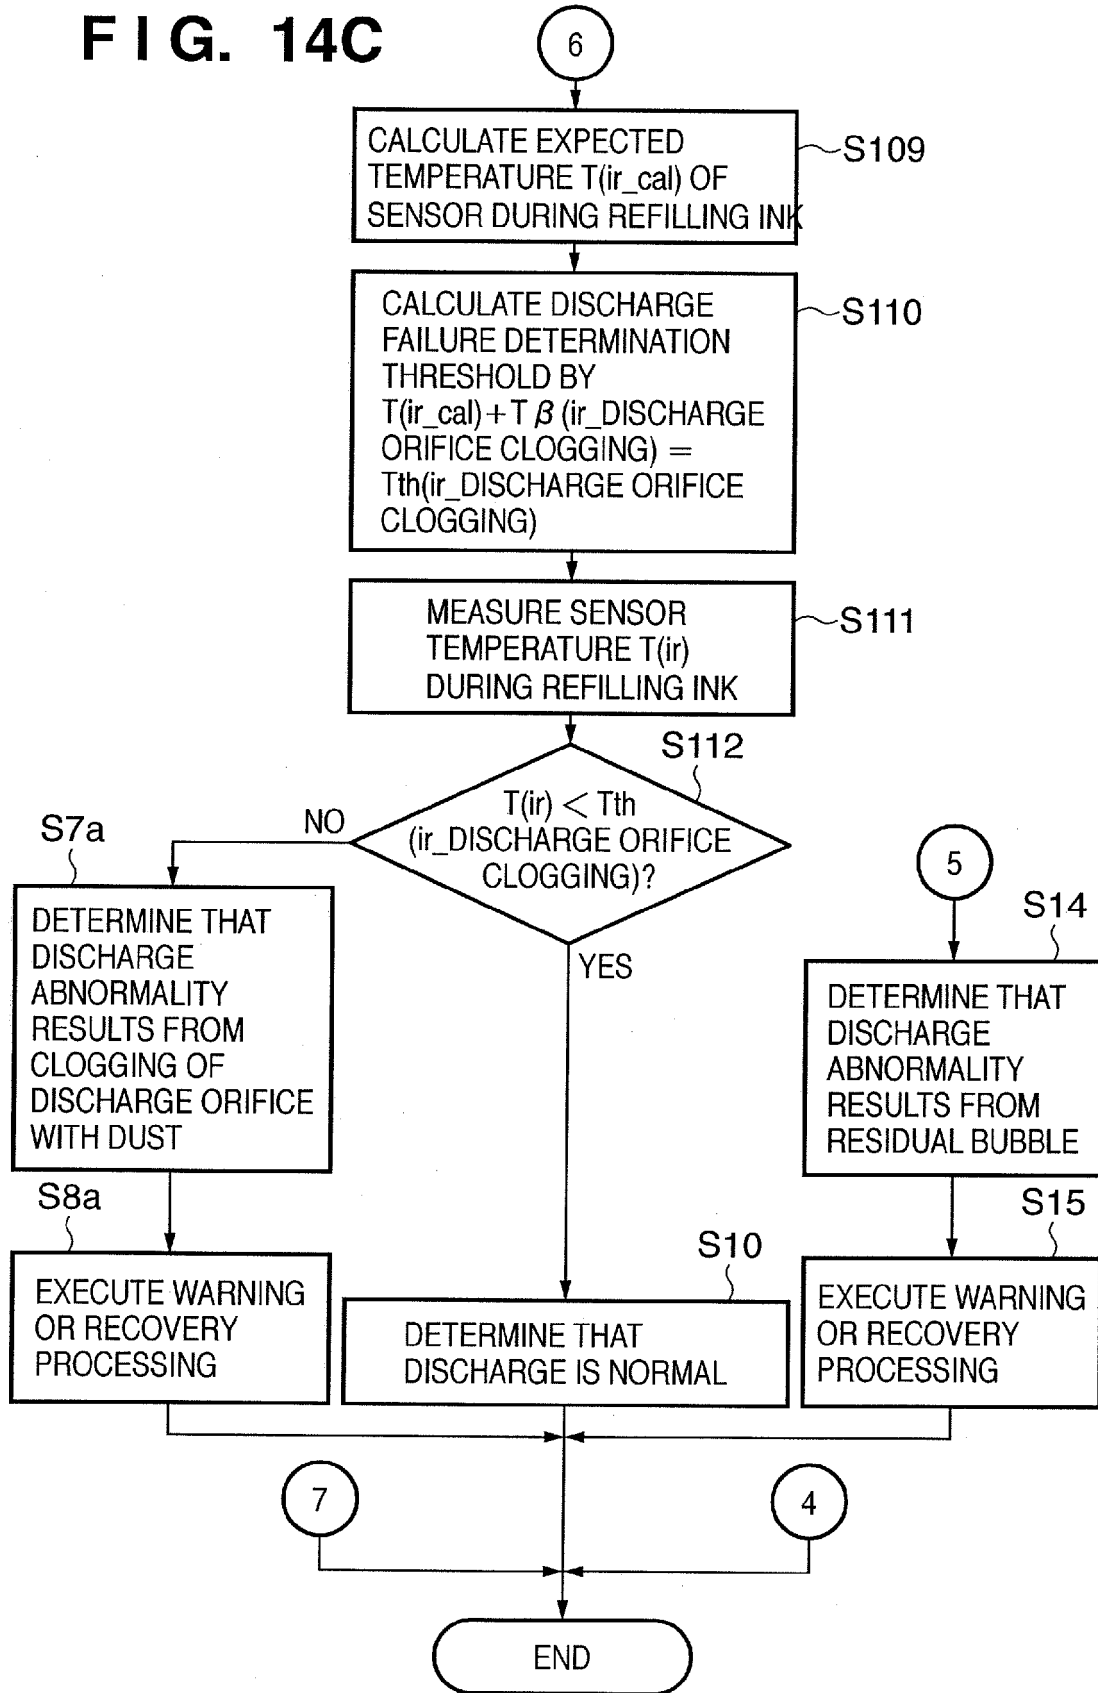 FIG. 14C
6
CALCULATE EXPECTED
TEMPERATURE T(ir_cal) OF
SENSOR DURING REFILLING INK
S109
CALCULATE DISCHARGE
FAILURE DETERMINATION
THRESHOLD BY
T(ir_cal)+T β (ir_DISCHARGE
ORIFICE CLOGGING) =
Tth(ir_DISCHARGE ORIFICE
CLOGGING)
S110
MEASURE SENSOR
TEMPERATURE T(ir)
DURING REFILLING INK
S111
S112
T(ir) < Tth
(ir_DISCHARGE ORIFICE
CLOGGING)?
NO
YES
S7a
DETERMINE THAT
DISCHARGE
ABNORMALITY
RESULTS FROM
CLOGGING OF
DISCHARGE ORIFICE
WITH DUST
S8a
EXECUTE WARNING
OR RECOVERY
PROCESSING
S10
DETERMINE THAT
DISCHARGE IS NORMAL
5
S14
DETERMINE THAT
DISCHARGE
ABNORMALITY
RESULTS FROM
RESIDUAL BUBBLE
S15
EXECUTE WARNING
OR RECOVERY
PROCESSING
7
4
END